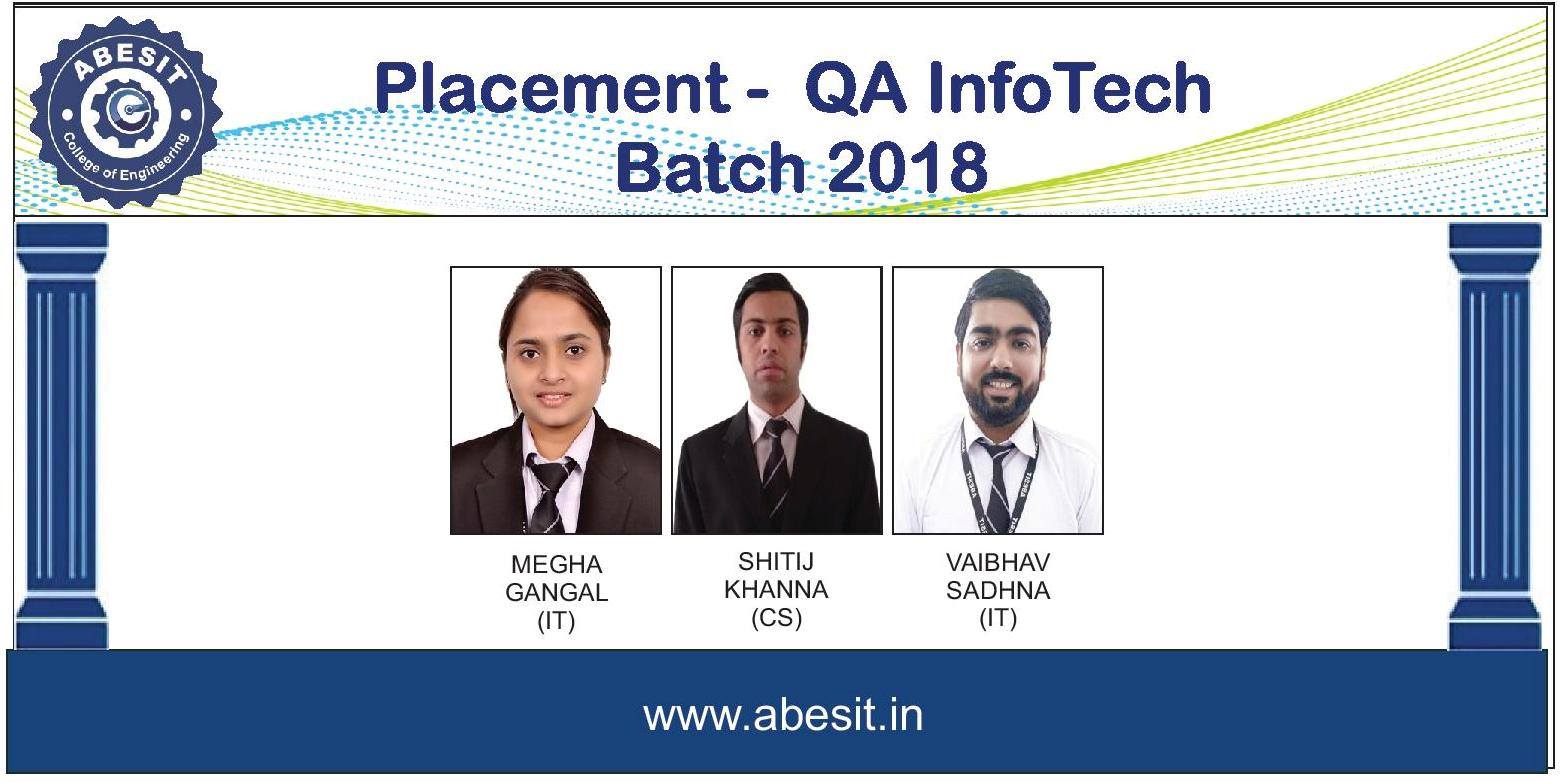 ABESIT
College of Engineering
Placement - QA InfoTech
Batch 2018
MEGHA
GANGAL
(IT)
SHITIJ
KHANNA
(CS)
VAIBHAV
SADHNA
(IT)
www.abesit.in